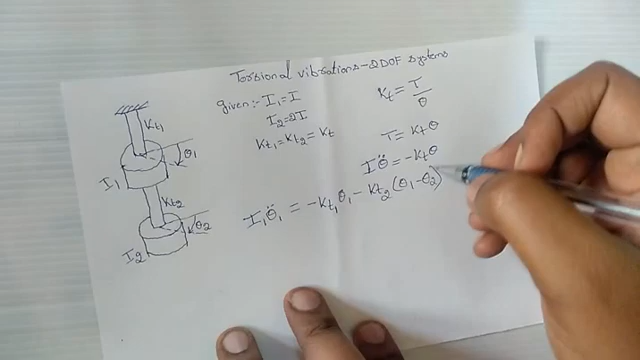 Torsional vibrations - 2DOF systems
given:- I₁ = I
I₂ = 2I
Kt₁ = Kt₂ = Kt
Kt = T/θ
T = Ktθ
Iθ̈ = -Ktθ
I₁θ̈₁ = -Kt₁θ₁ - Kt₂(θ₁-θ₂)
Kt₁
θ₁
I₁
Kt₂
θ₂
I₂